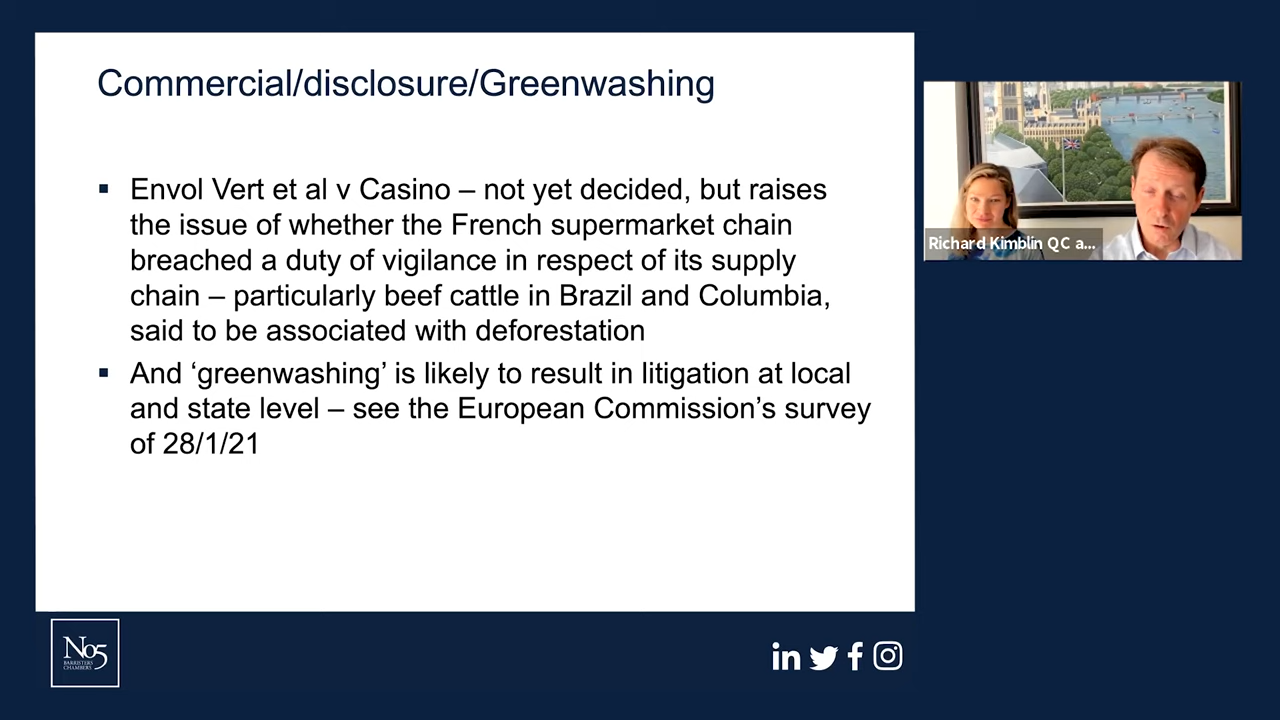 Commercial/disclosure/Greenwashing
▪ Envol Vert et al v Casino – not yet decided, but raises
the issue of whether the French supermarket chain
breached a duty of vigilance in respect of its supply
chain – particularly beef cattle in Brazil and Columbia,
said to be associated with deforestation
▪ And ‘greenwashing’ is likely to result in litigation at local
and state level – see the European Commission’s survey
of 28/1/21
Richard Kimblin QC a...
No5
BARRISTERS
CHAMBERS